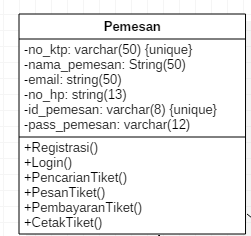 Pemesan
-no_ktp: varchar(50) {unique}
-nama_pemesan: String(50)
-email: string(50)
-no_hp: string(13)
-id_pemesan: varchar(8) {unique}
-pass_pemesan: varchar(12)
+Registrasi()
+Login()
+PencarianTiket()
+PesanTiket()
+PembayaranTiket()
+CetakTiket()